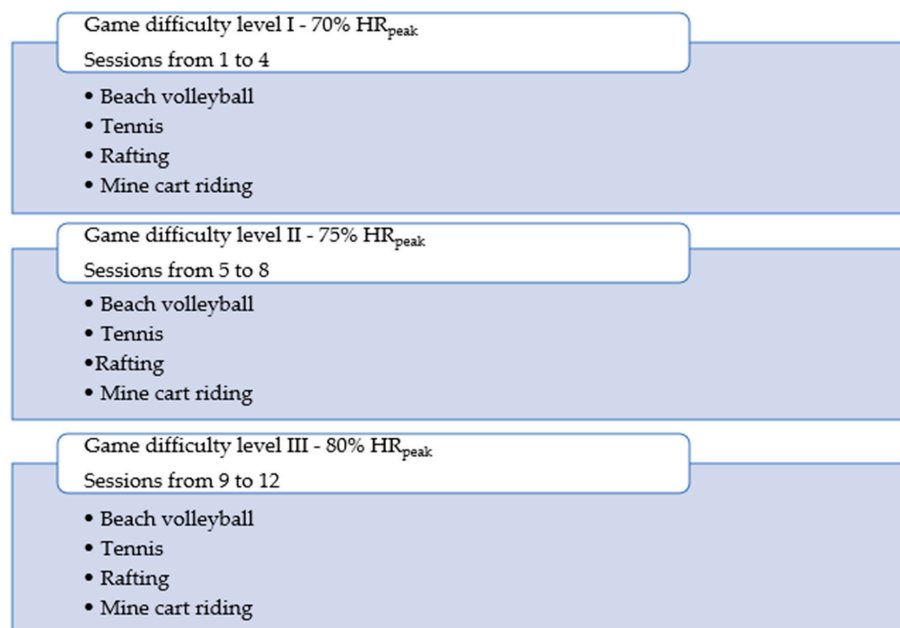 Game difficulty level I - 70% HRpeak
Sessions from 1 to 4
• Beach volleyball
• Tennis
• Rafting
• Mine cart riding
Game difficulty level II - 75% HRpeak
Sessions from 5 to 8
• Beach volleyball
• Tennis
•Rafting
• Mine cart riding
Game difficulty level III - 80% HRpeak
Sessions from 9 to 12
• Beach volleyball
• Tennis
• Rafting
• Mine cart riding